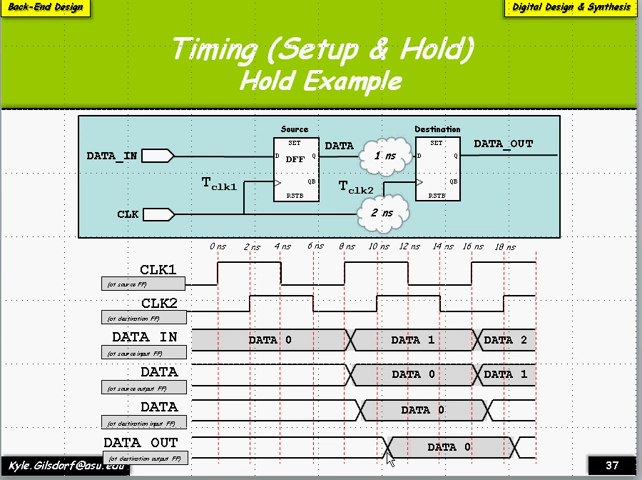 Back-End Design
Digital Design & Synthesis
Timing (Setup & Hold)
Hold Example
Source
Destination
DATA_IN
D
SET
DFF
Q
DATA
1 ns
D
SET
Q
DATA_OUT
Tclk1
QB
RSTB
Tclk2
QB
RSTB
CLK
2 ns
0 ns 2 ns 4 ns 6 ns 8 ns 10 ns 12 ns 14 ns 16 ns 18 ns
CLK1
(at source FF)
CLK2
(at destination FF)
DATA IN
(at source input FF)
DATA 0 DATA 1 DATA 2
DATA
(at source output FF)
DATA 0 DATA 1
DATA
(at destination input FF)
DATA 0
DATA OUT
(at destination output FF)
DATA 0
Kyle.Gilsdorf@asu.edu
37